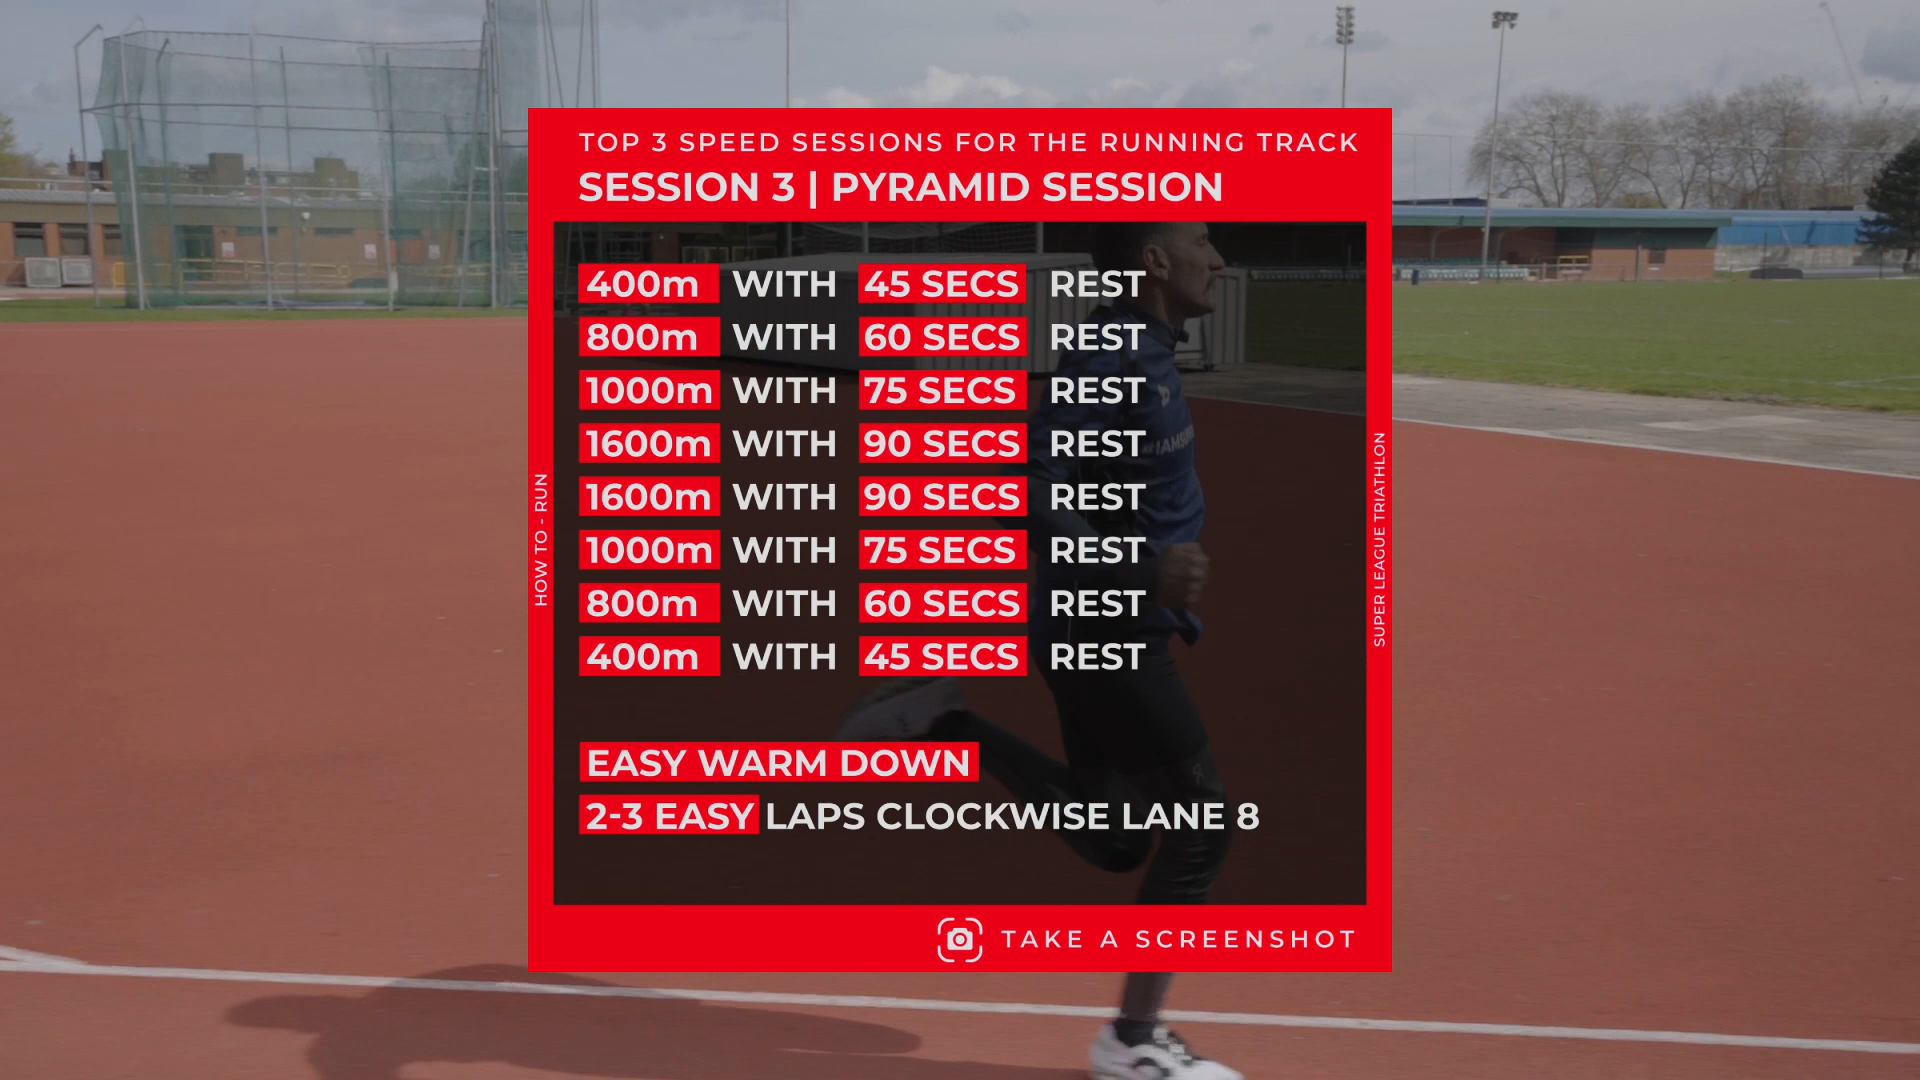 TOP 3 SPEED SESSIONS FOR THE RUNNING TRACK
SESSION 3 | PYRAMID SESSION
400m WITH 45 SECS REST
800m WITH 60 SECS REST
1000m WITH 75 SECS REST
1600m WITH 90 SECS REST
1600m WITH 90 SECS REST
1000m WITH 75 SECS REST
800m WITH 60 SECS REST
400m WITH 45 SECS REST
EASY WARM DOWN
2-3 EASY LAPS CLOCKWISE LANE 8
HOW TO - RUN
SUPER LEAGUE TRIATHLON
TAKE A SCREENSHOT